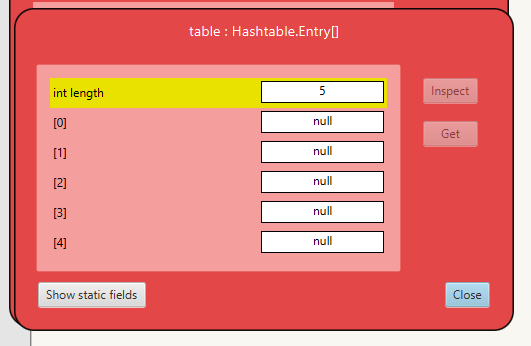 table : Hashtable.Entry[]
int length 5
Inspect
[0] null
Get
[1] null
[2] null
[3] null
[4] null
Show static fields
Close